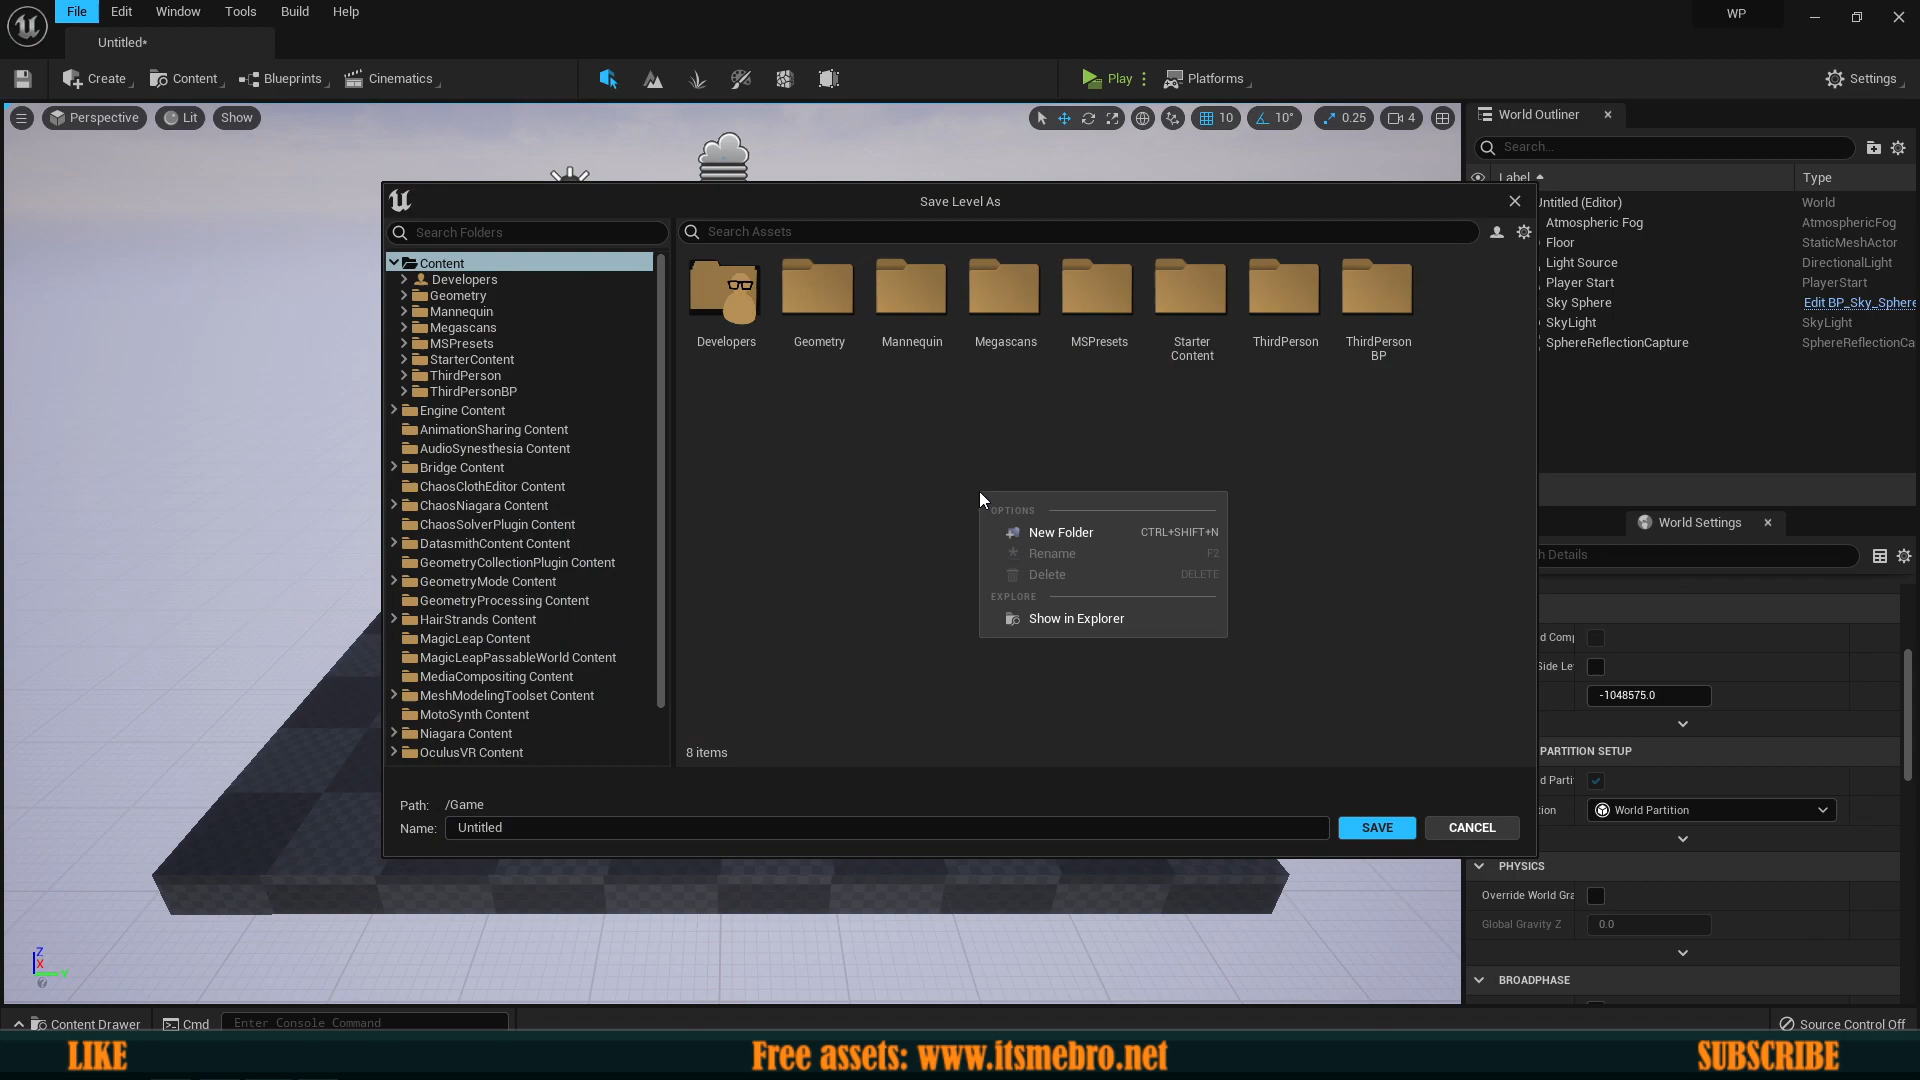 File Edit Window Tools Build Help
WP
Untitled*
Create Content Blueprints Cinematics
Play Platforms
Settings
Perspective Lit Show
10 10° 0.25 4
World Outliner
Search...
Label Type
Untitled (Editor) World
Atmospheric Fog AtmosphericFog
Floor StaticMeshActor
Light Source DirectionalLight
Player Start PlayerStart
Sky Sphere Edit BP_Sky_Sphere
SkyLight SkyLight
SphereReflectionCapture SphereReflectionCa
Save Level As
Search Folders
Search Assets
Content
Developers
Geometry
Mannequin
Megascans
MSPresets
StarterContent
ThirdPerson
ThirdPersonBP
Engine Content
AnimationSharing Content
AudioSynesthesia Content
Bridge Content
ChaosClothEditor Content
ChaosNiagara Content
ChaosSolverPlugin Content
DatasmithContent Content
GeometryCollectionPlugin Content
GeometryMode Content
GeometryProcessing Content
HairStrands Content
MagicLeap Content
MagicLeapPassableWorld Content
MediaCompositing Content
MeshModelingToolset Content
MotoSynth Content
Niagara Content
OculusVR Content
Developers Geometry Mannequin Megascans MSPresets Starter Content ThirdPerson ThirdPerson BP
OPTIONS
New Folder CTRL+SHIFT+N
Rename F2
Delete DELETE
EXPLORE
Show in Explorer
8 items
Path: /Game
Name: Untitled
SAVE CANCEL
World Settings
h Details
d Comp
Side Le
-1048575.0
PARTITION SETUP
d Parti
ion World Partition
PHYSICS
Override World Gra
Global Gravity Z 0.0
BROADPHASE
Z
X
Y
Content Drawer Cmd Enter Console Command
Source Control Off
LIKE
Free assets: www.itsmebro.net
SUBSCRIBE